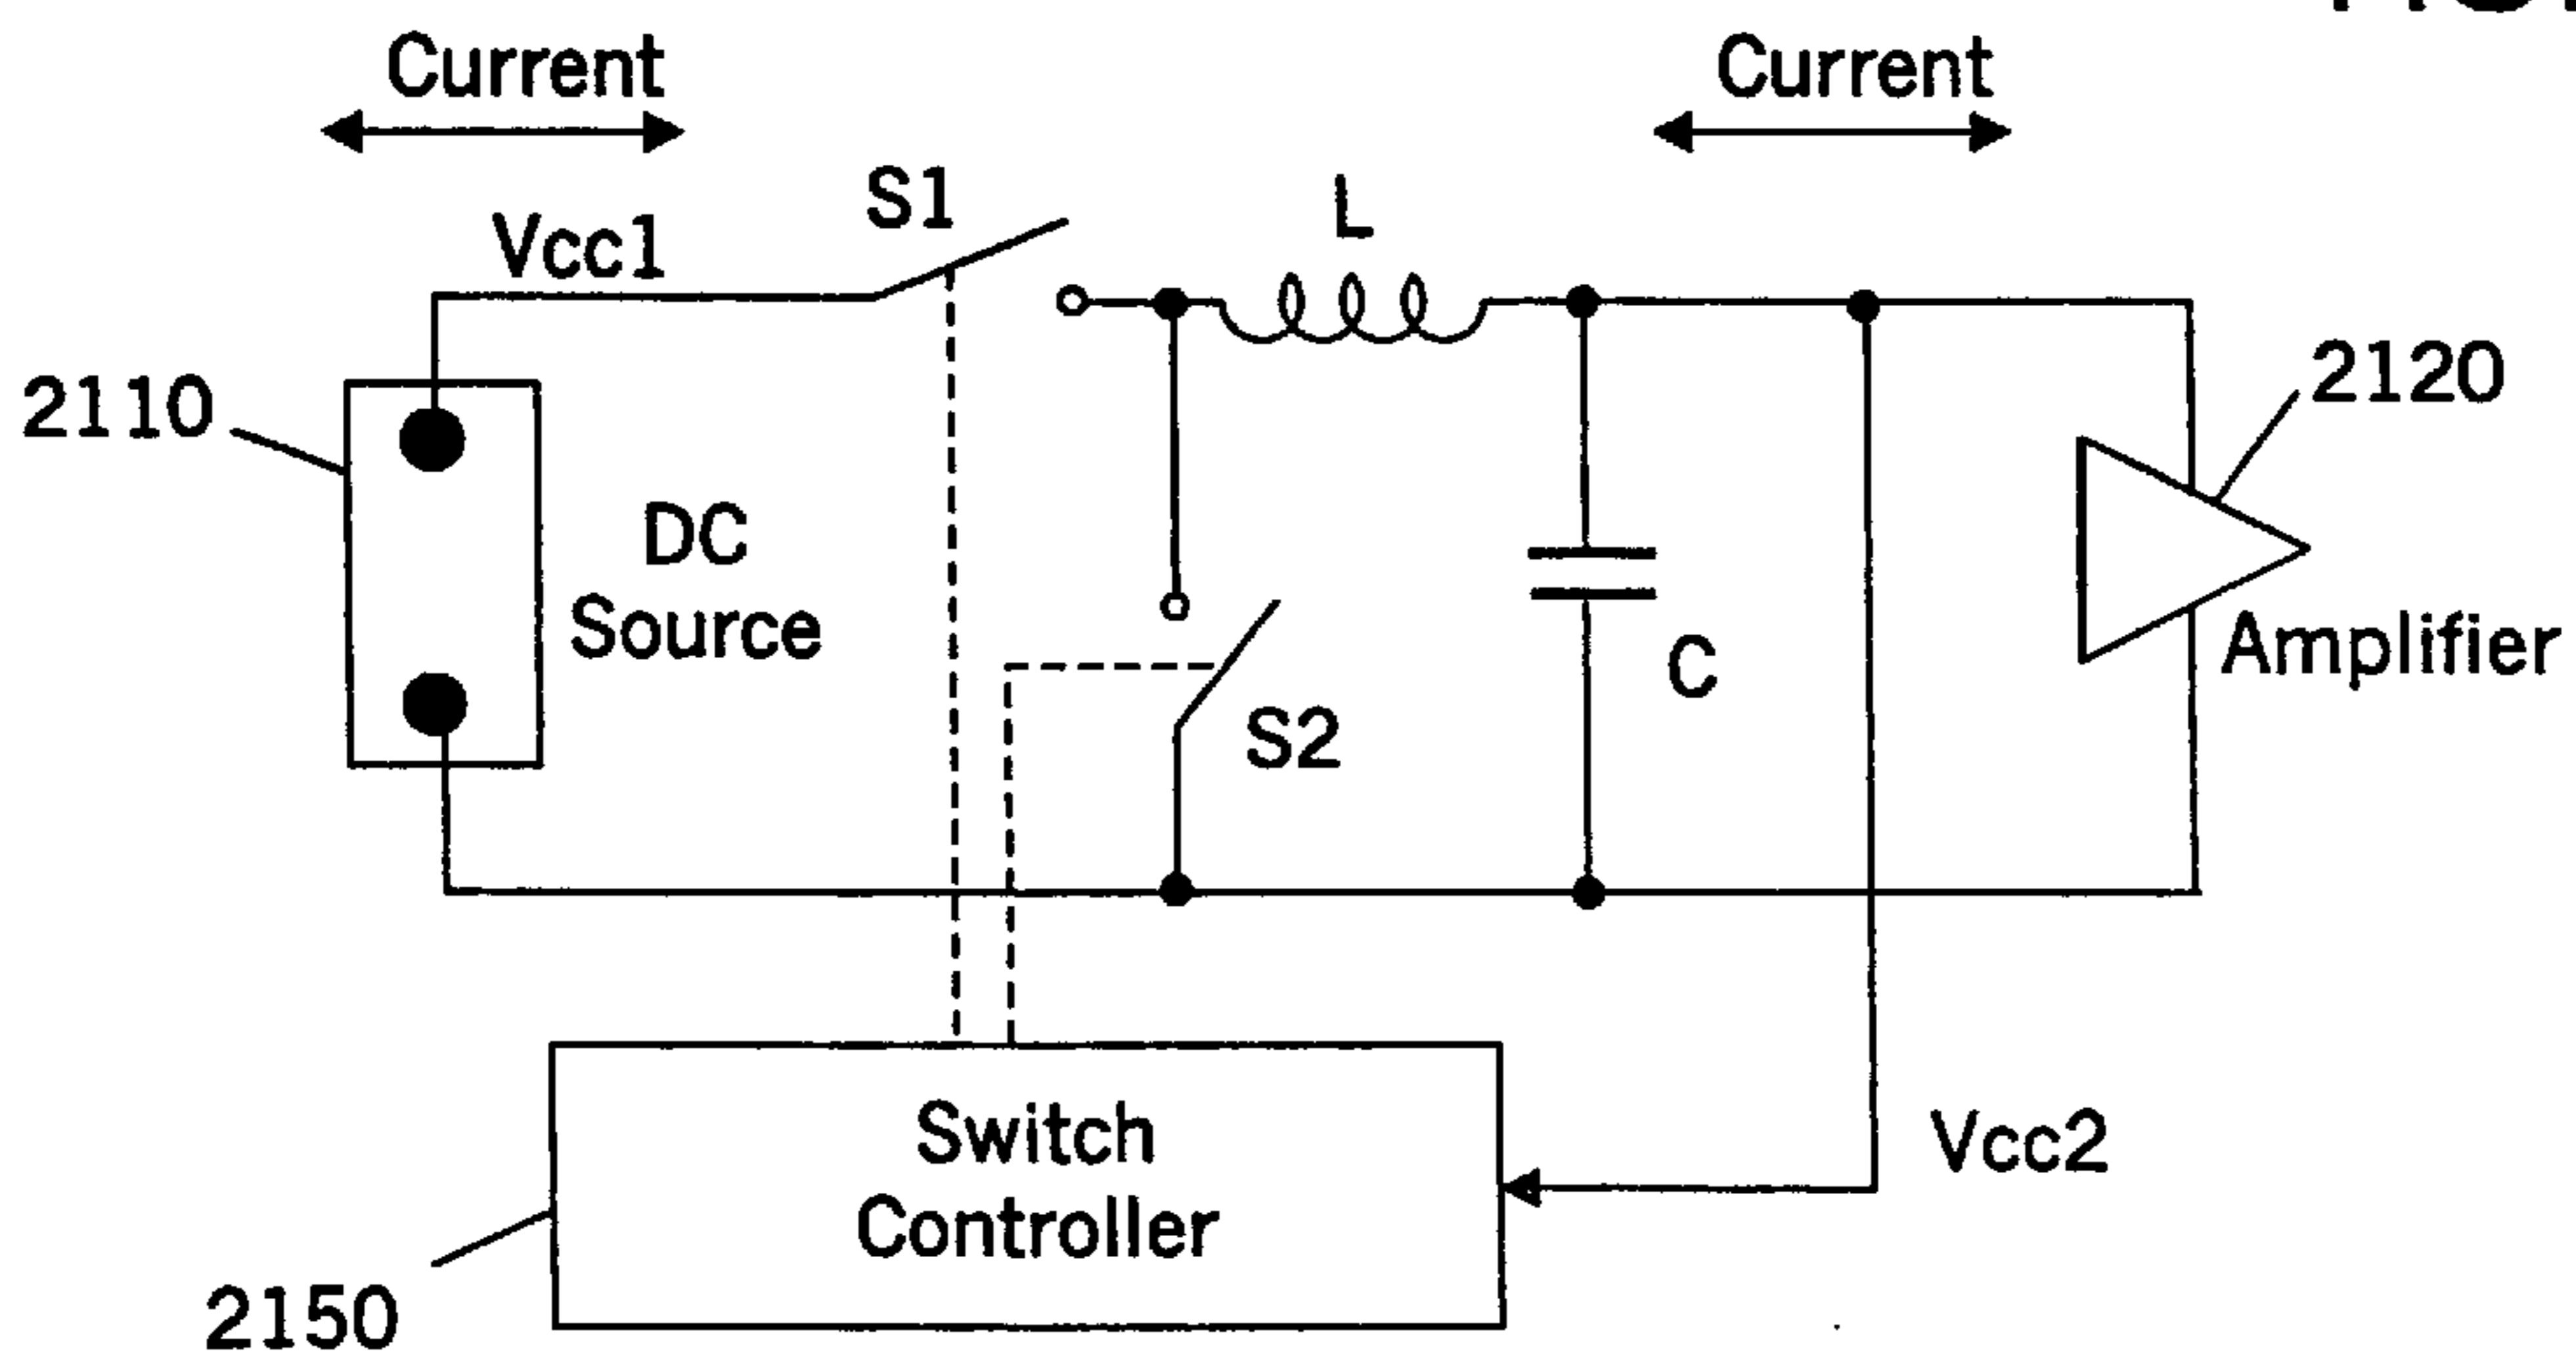 Current
Current
S1
L
Vcc1
2110
2120
DC
Source
C
Amplifier
S2
Switch
Controller
Vcc2
2150